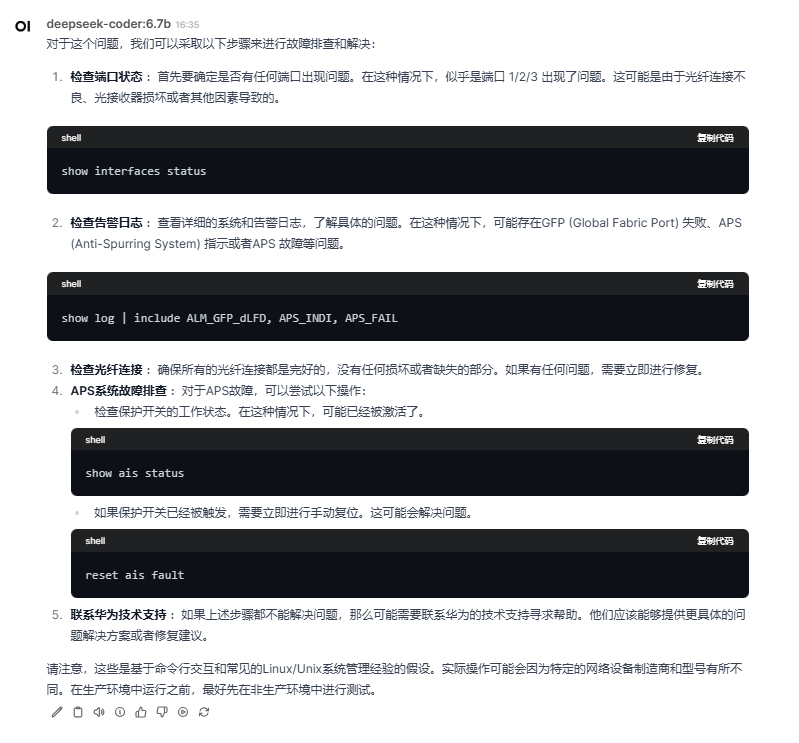 OI deepseek-coder:6.7b 16:35
对于这个问题，我们可以采取以下步骤来进行故障排查和解决：
1. 检查端口状态： 首先要确定是否有任何端口出现问题。在这种情况下，似乎是端口 1/2/3 出现了问题。这可能是由于光纤连接不
良、光接收器损坏或者其他因素导致的。
shell 复制代码
show interfaces status
2. 检查告警日志： 查看详细的系统和告警日志，了解具体的问题。在这种情况下，可能存在GFP (Global Fabric Port) 失败、APS
(Anti-Spurring System) 指示或者APS 故障等问题。
shell 复制代码
show log | include ALM_GFP_dLFD, APS_INDI, APS_FAIL
3. 检查光纤连接： 确保所有的光纤连接都是完好的，没有任何损坏或者缺失的部分。如果有任何问题，需要立即进行修复。
4. APS系统故障排查： 对于APS故障，可以尝试以下操作：
检查保护开关的工作状态。在这种情况下，可能已经被激活了。
shell 复制代码
show ais status
如果保护开关已经被触发，需要立即进行手动复位。这可能会解决问题。
shell 复制代码
reset ais fault
5. 联系华为技术支持： 如果上述步骤都不能解决问题，那么可能需要联系华为的技术支持寻求帮助。他们应该能够提供更具体的问
题解决方案或者修复建议。
请注意，这些是基于命令行交互和常见的Linux/Unix系统管理经验的假设。实际操作可能会因为特定的网络设备制造商和型号有所不
同。在生产环境中运行之前，最好先在非生产环境中进行测试。